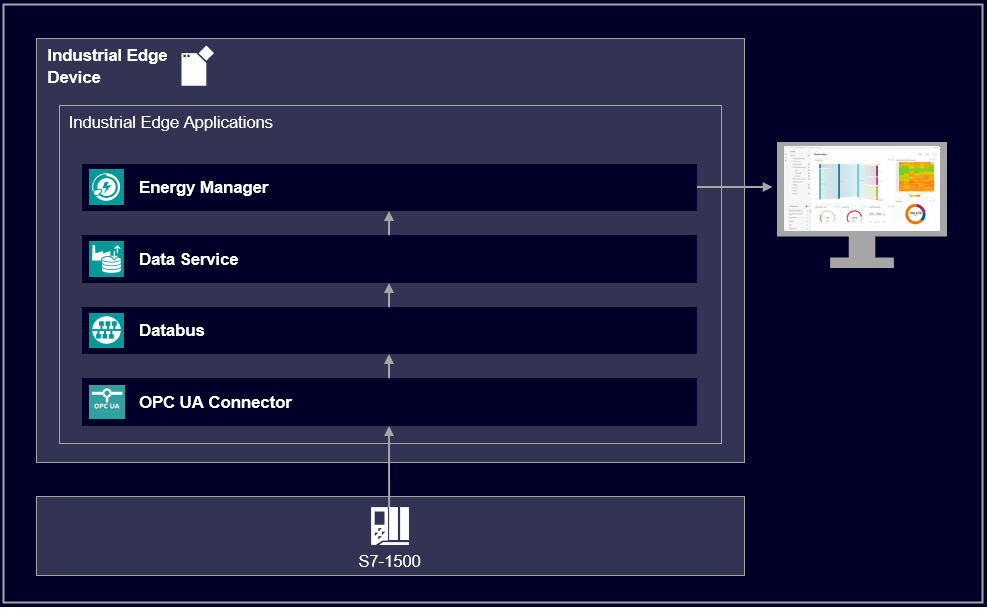 Industrial Edge
Device
Industrial Edge Applications
Energy Manager
Data Service
Databus
OPC UA
OPC UA Connector
S7-1500